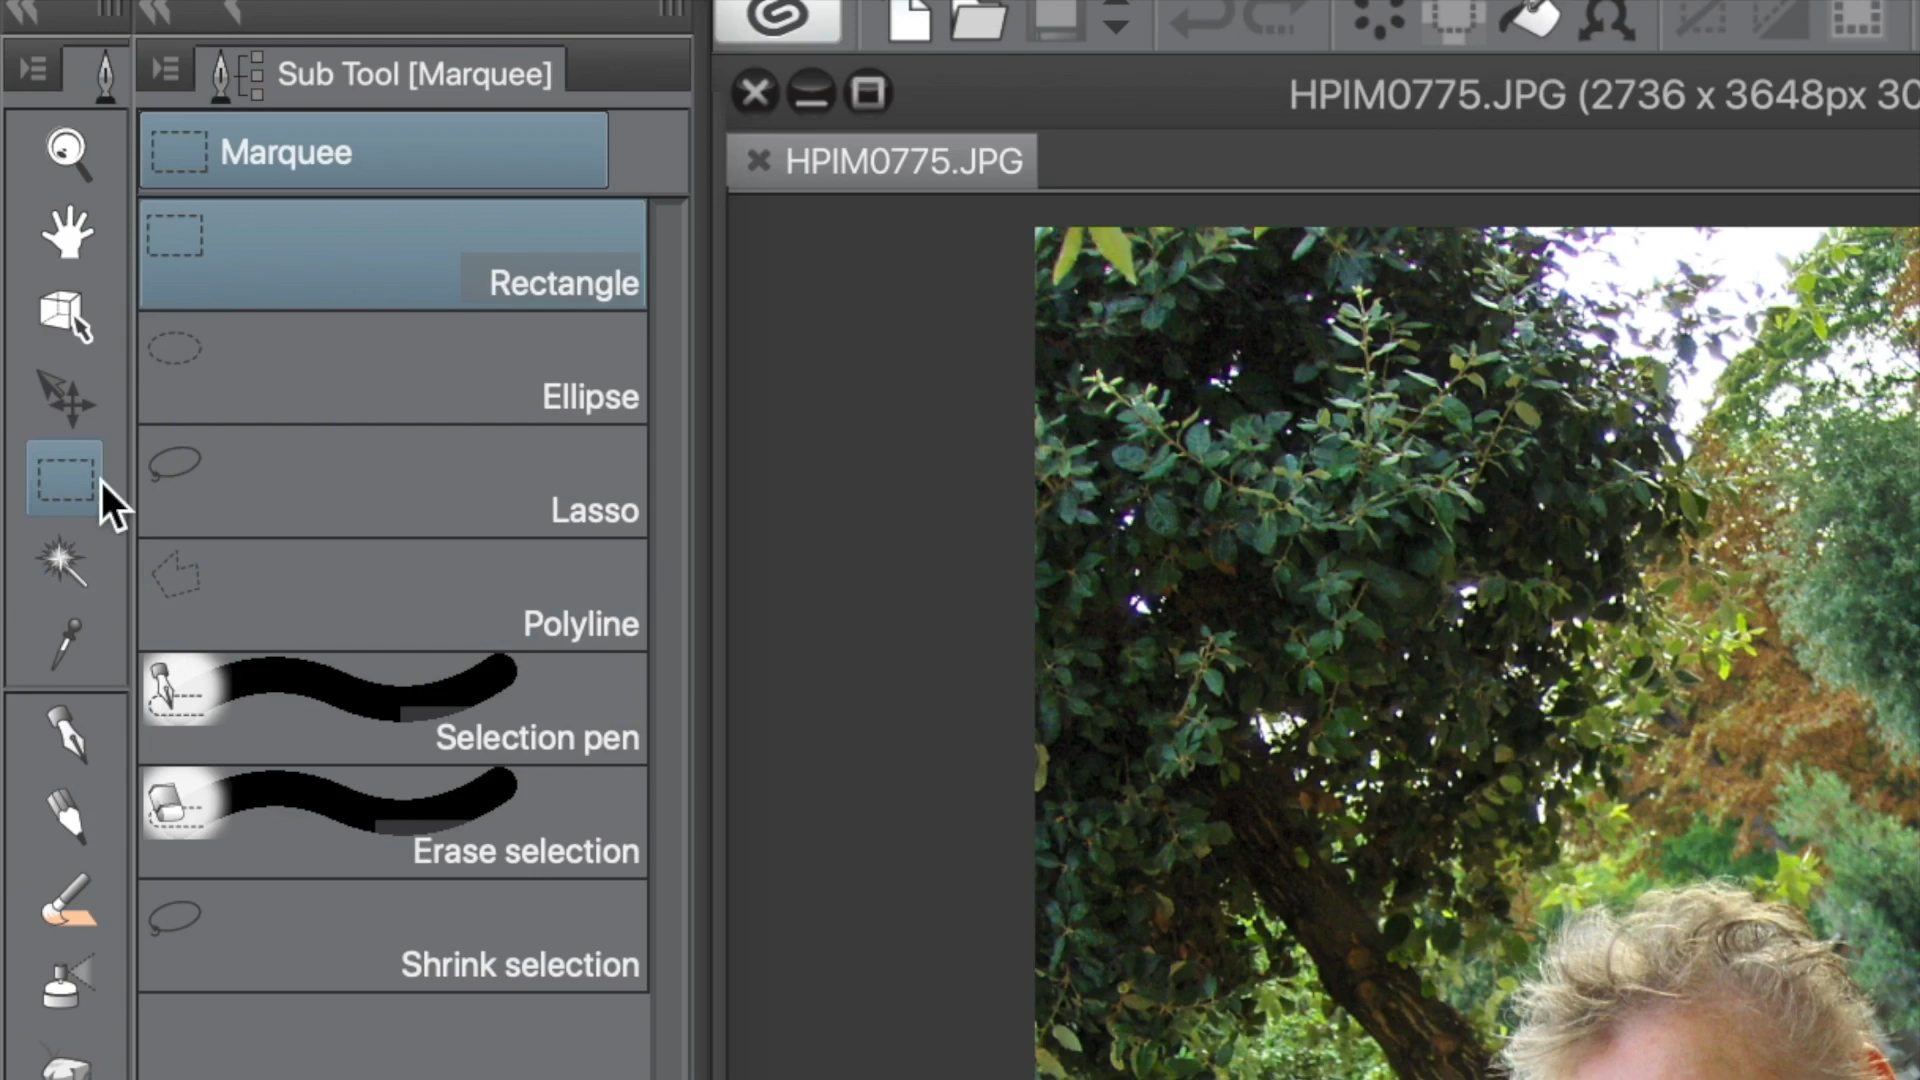 Sub Tool [Marquee]
Marquee
Rectangle
Ellipse
Lasso
Polyline
Selection pen
Erase selection
Shrink selection
HPIM0775.JPG (2736 x 3648px 30
HPIM0775.JPG